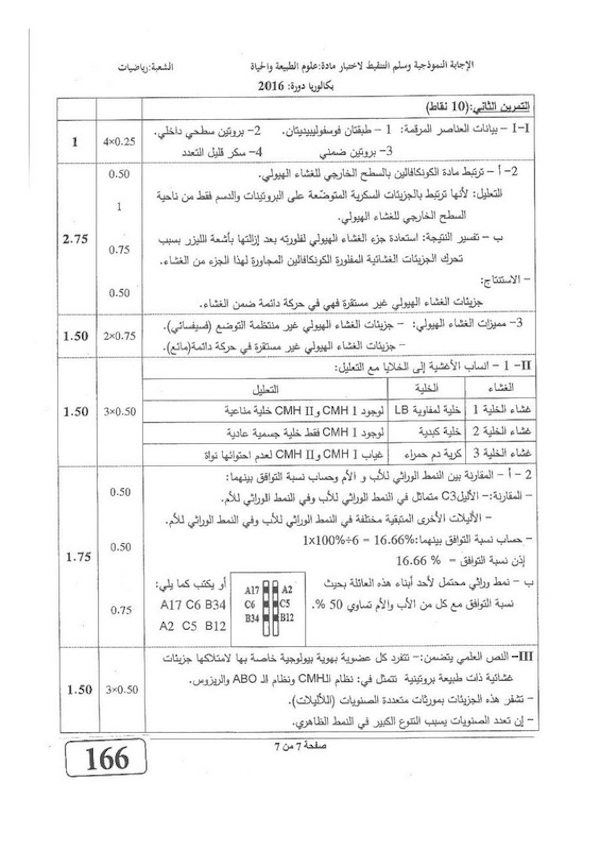 الإجابة النموذجية وسلم التنقيط لاختبار مادة:علوم الطبيعة والحياة الشعبة:رياضيات
بكالوريا دورة: 2016
التمرين الثاني:(10 نقاط)
I-I – بيانات العناصر المرقمة: 1 – طبقتان فوسفوليبيديتان. 2– بروتين سطحي داخلي.
3– بروتين ضمني 4– سكر قليل التعدد
4×0.25
1
2– أ – ترتبط مادة الكونكافالين بالسطح الخارجي للغشاء الهيولي.
0.50
التعليل: لأنها ترتبط بالجزيئات السكرية المتوضّعة على البروتينات والدسم فقط من ناحية
السطح الخارجي للغشاء الهيولي.
1
ب – تفسير النتيجة: استعادة جزء الغشاء الهيولي لفلورته بعد إزالتها بأشعة الليزر بسبب
تحرك الجزيئات الغشائية المفلورة الكونكافالين المجاورة لهذا الجزء من الغشاء.
0.75
2.75
– الاستنتاج:
جزيئات الغشاء الهيولي غير مستقرة فهي في حركة دائمة ضمن الغشاء.
0.50
3– مميزات الغشاء الهيولي: – جزيئات الغشاء الهيولي غير منتظمة التوضع (فسيفسائي).
– جزيئات الغشاء الهيولي غير مستقرة في حركة دائمة(مائع).
2×0.75
1.50
II– 1 – انساب الأغشية إلى الخلايا مع التعليل:
الغشاء الخلية التعليل
غشاء الخلية 1 خلية لمفاوية LB لوجود CMH I و CMH II خلية مناعية
غشاء الخلية 2 خلية كبدية لوجود CMH I فقط خلية جسمية عادية
غشاء الخلية 3 كرية دم حمراء غياب CMH I و CMH II لعدم احتوائها نواة
3×0.50
1.50
2 – أ – المقارنة بين النمط الوراثي للأب و الأم وحساب نسبة التوافق بينهما:
– المقارنة:– الأليلC3 متماثل في النمط الوراثي للأب وفي النمط الوراثي للأم.
– الأليلات الأخرى المتبقية مختلفة في النمط الوراثي للأب وفي النمط الوراثي للأم.
0.50
– حساب نسبة التوافق بينهما:1×100%÷6 = 16.66%
إذن نسبة التوافق = % 16.66
0.50
1.75
ب – نمط وراثي محتمل لأحد أبناء هذه العائلة بحيث
نسبة التوافق مع كل من الأب والأم تساوي 50 %.
A17 A2
C6 C5
B34 B12
أو يكتب كما يلي:
A17 C6 B34
A2 C5 B12
0.75
III– النص العلمي يتضمن:– تتفرد كل عضوية بهوية بيولوجية خاصة بها لامتلاكها جزيئات
غشائية ذات طبيعة بروتينية تتمثل في: نظام الـCMH ونظام الـ ABO والريزوس.
– تشفر هذه الجزيئات بمورثات متعددة الصنويات (اللأليلات).
– إن تعدد الصنويات يسبب التنوع الكبير في النمط الظاهري.
3×0.50
1.50
صفحة 7 من 7
166